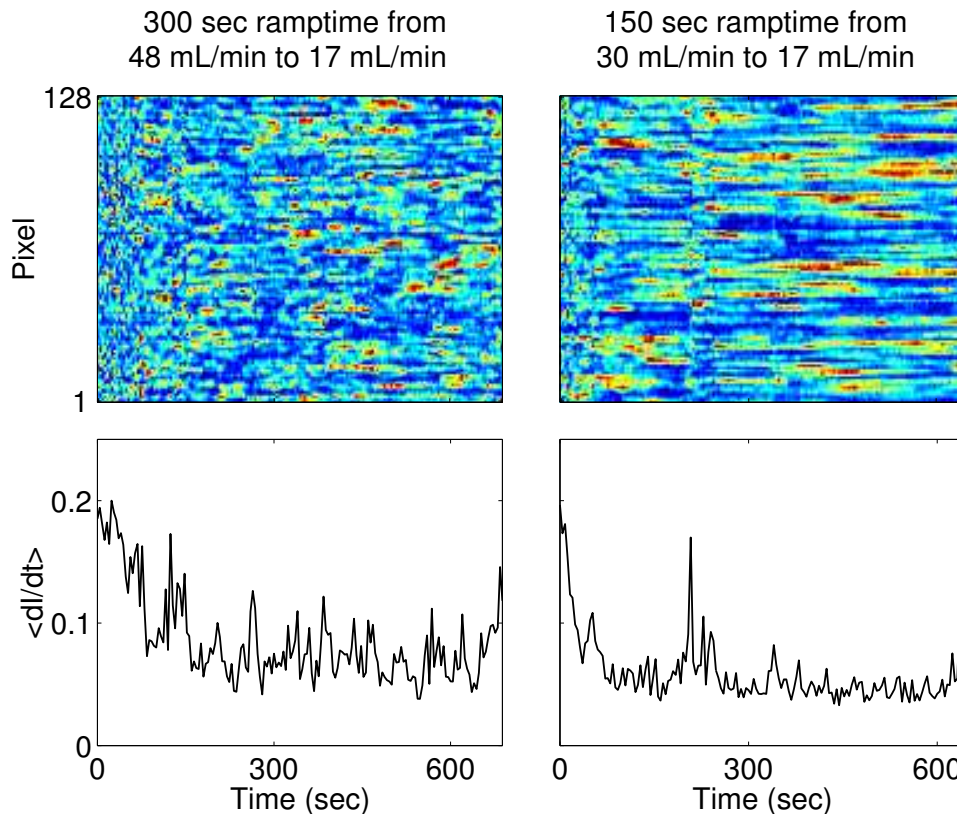 300 sec ramptime from
48 mL/min to 17 mL/min
150 sec ramptime from
30 mL/min to 17 mL/min
128
Pixel
1
0.2
0.1
0
<dI/dt>
0
300
600
Time (sec)
0
300
600
Time (sec)